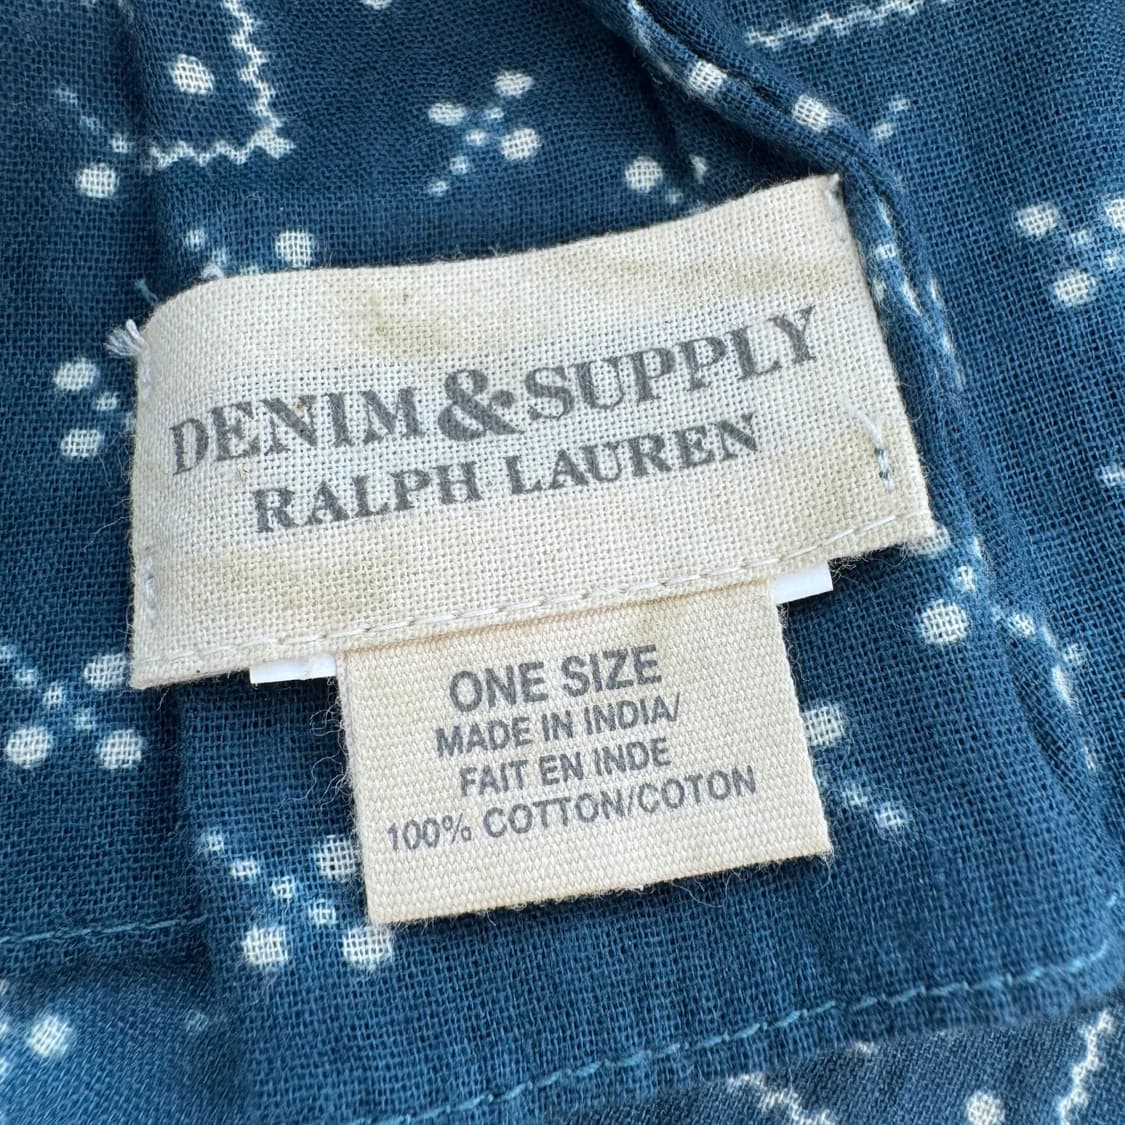 DENIM & SUPPLY
RALPH LAUREN
ONE SIZE
MADE IN INDIA/
FAIT EN INDE
100% COTTON/COTON